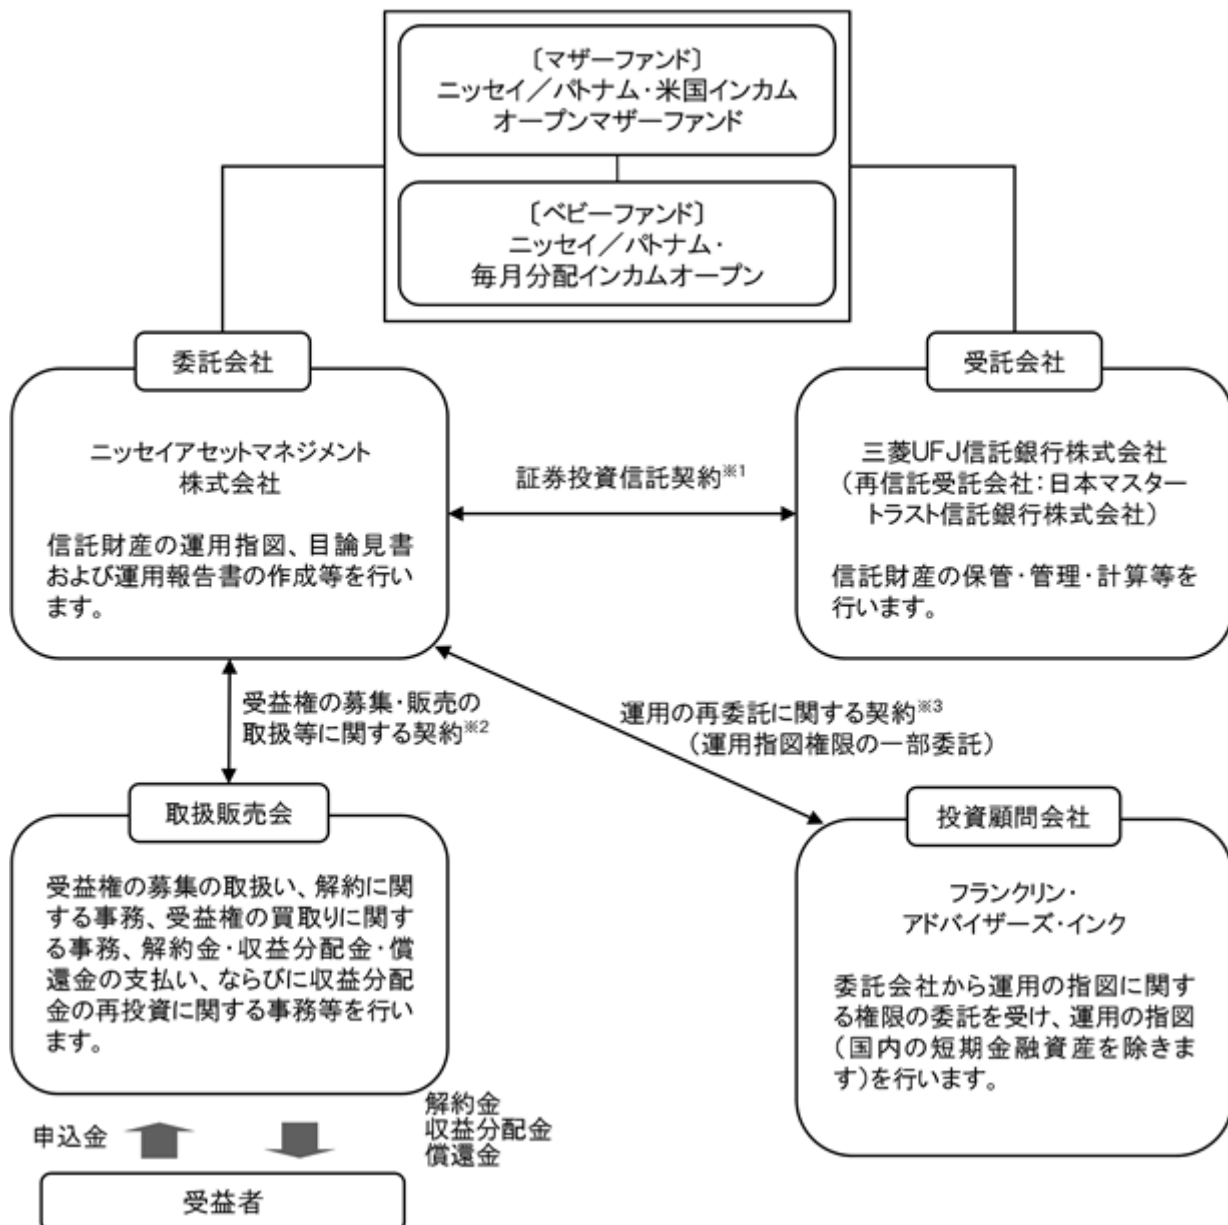 〔マザーファンド〕
ニッセイ／パトナム・米国インカム
オープンマザーファンド
〔ベビーファンド〕
ニッセイ／パトナム・
毎月分配インカムオープン
委託会社
ニッセイアセットマネジメント
株式会社
信託財産の運用指図、目論見書
および運用報告書の作成等を行い
ます。
証券投資信託契約※1
受託会社
三菱UFJ信託銀行株式会社
（再信託受託会社：日本マスター
トラスト信託銀行株式会社）
信託財産の保管・管理・計算等を
行います。
受益権の募集・販売の
取扱等に関する契約※2
運用の再委託に関する契約※3
（運用指図権限の一部委託）
取扱販売会
受益権の募集の取扱い、解約に関
する事務、受益権の買取りに関す
る事務、解約金・収益分配金・償
還金の支払い、ならびに収益分配
金の再投資に関する事務等を行い
ます。
投資顧問会社
フランクリン・
アドバイザーズ・インク
委託会社から運用の指図に関す
る権限の委託を受け、運用の指図
（国内の短期金融資産を除きま
す）を行います。
申込金
解約金
収益分配金
償還金
受益者